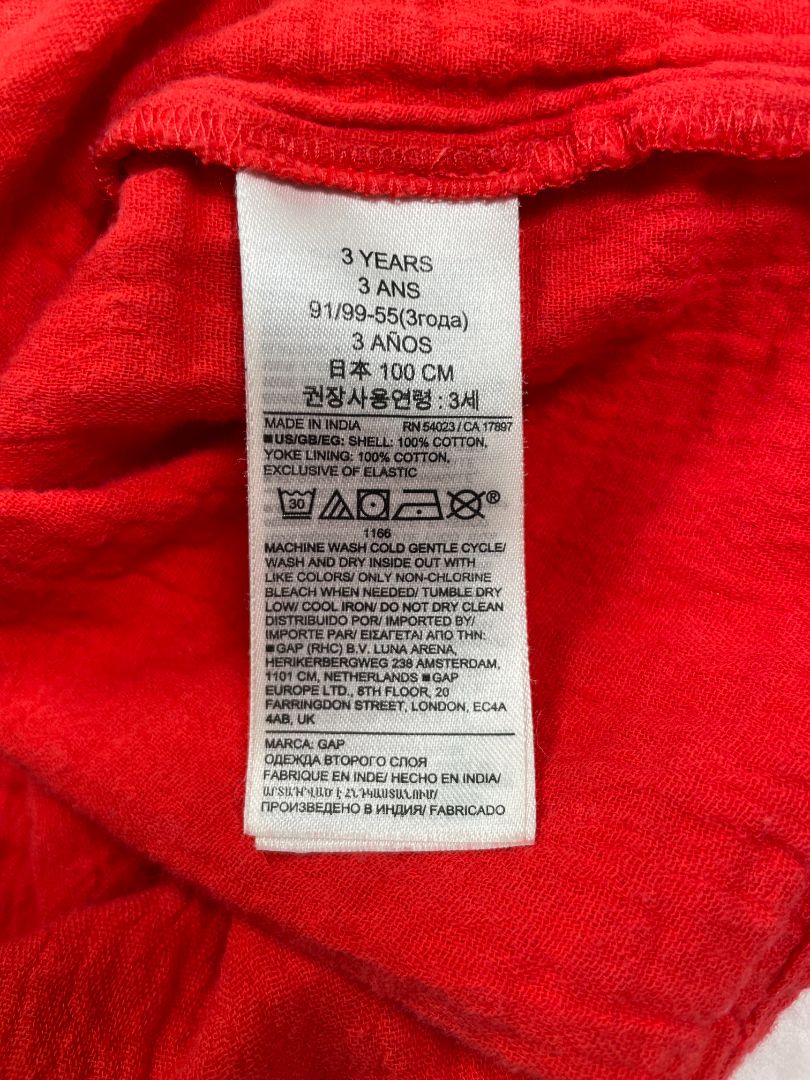 3 YEARS
3 ANS
91/99-55(3года)
3 AÑOS
日本 100 CM
권장사용연령 : 3세
MADE IN INDIA RN 54023 / CA 17897
■US/GB/EG: SHELL: 100% COTTON,
YOKE LINING: 100% COTTON,
EXCLUSIVE OF ELASTIC
30 ®
1166
MACHINE WASH COLD GENTLE CYCLE/
WASH AND DRY INSIDE OUT WITH
LIKE COLORS/ ONLY NON-CHLORINE
BLEACH WHEN NEEDED/ TUMBLE DRY
LOW/ COOL IRON/ DO NOT DRY CLEAN
DISTRIBUIDO POR/ IMPORTED BY/
IMPORTE PAR/ ΕΙΣΑΓΕΤΑΙ ΑΠΟ ΤΗΝ:
■GAP (RHC) B.V. LUNA ARENA,
HERIKERBERGWEG 238 AMSTERDAM,
1101 CM, NETHERLANDS ■GAP
EUROPE LTD., 8TH FLOOR, 20
FARRINGDON STREET, LONDON, EC4A
4AB, UK
MARCA: GAP
ОДЕЖДА ВТОРОГО СЛОЯ
FABRIQUE EN INDE/ HECHO EN INDIA/
ԱՐՏԱԴՐՎԱԾ Է ՀՆԴԿԱՍՏԱՆՈՒՄ/
ПРОИЗВЕДЕНО В ИНДИЯ/ FABRICADO